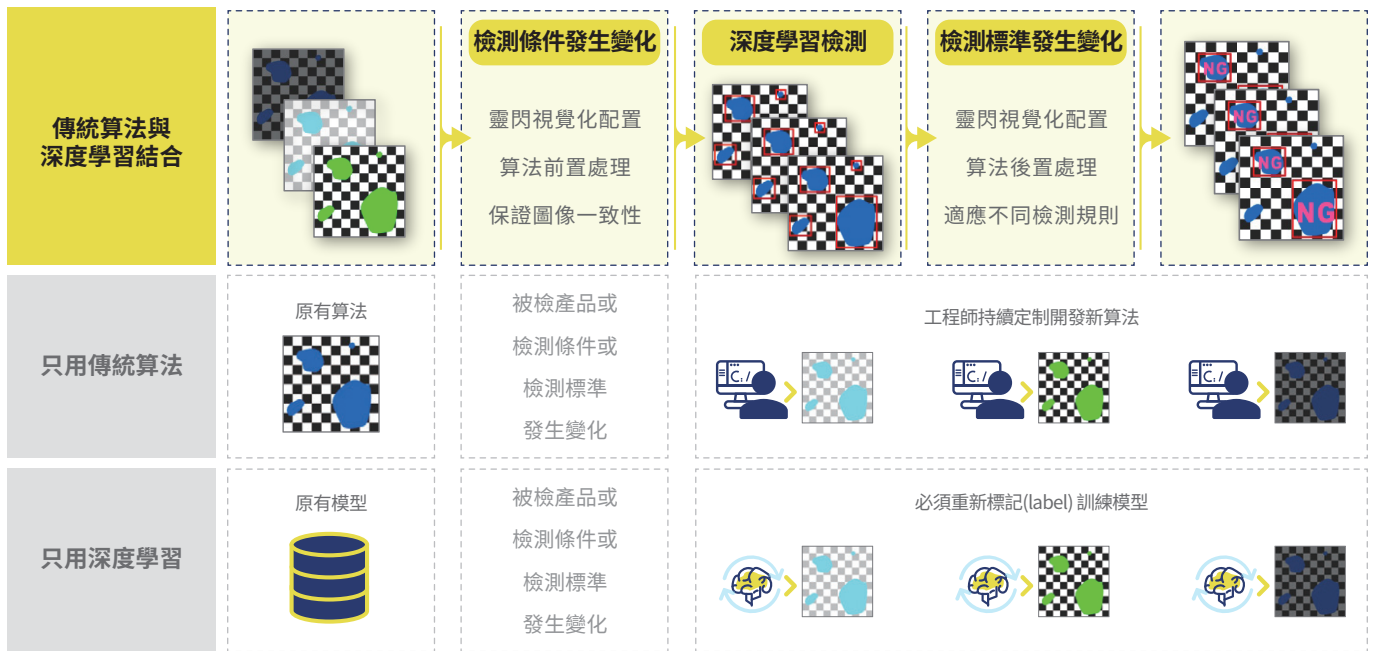 傳統算法與
深度學習結合
檢測條件發生變化
靈閃視覺化配置
算法前置處理
保證圖像一致性
深度學習檢測
檢測標準發生變化
靈閃視覺化配置
算法後置處理
適應不同檢測規則
NG
NG
NG
NG
只用傳統算法
原有算法
被檢產品或
檢測條件或
檢測標準
發生變化
工程師持續定制開發新算法
C:/
C:/
C:/
只用深度學習
原有模型
被檢產品或
檢測條件或
檢測標準
發生變化
必須重新標記(label) 訓練模型